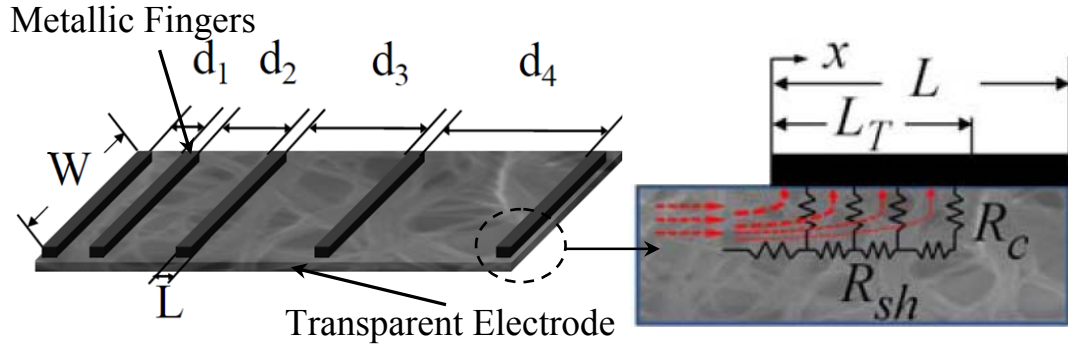 Metallic Fingers
d1
d2
d3
d4
W
L
Transparent Electrode
x
L
LT
Rc
Rsh